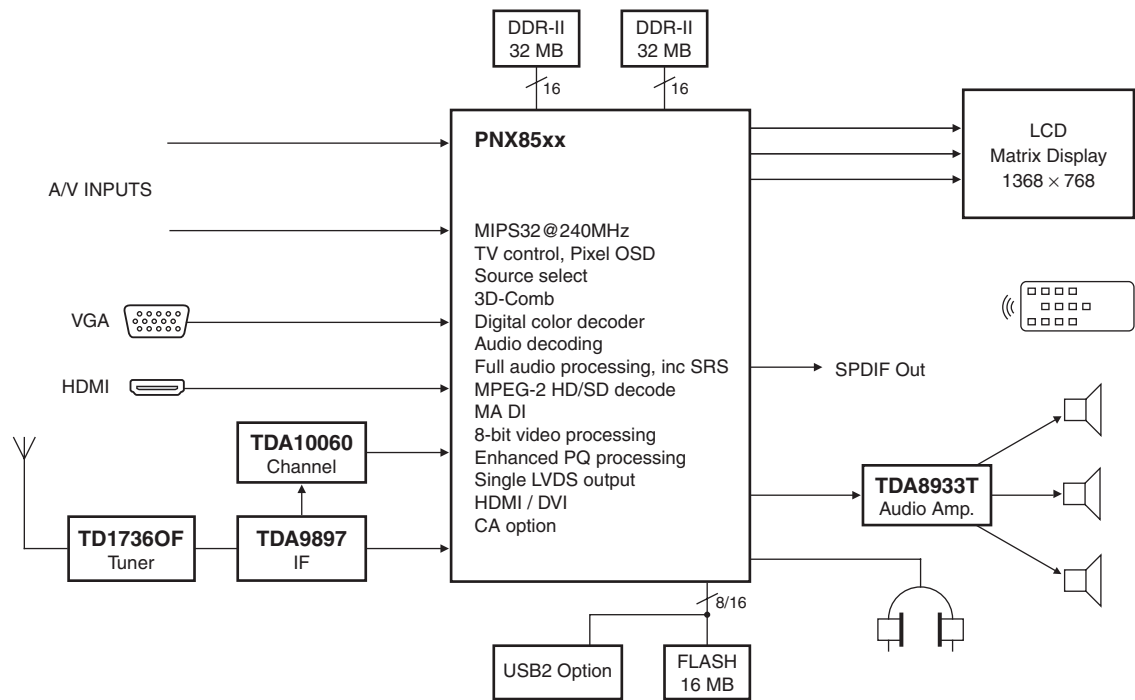 DDR-II
32 MB
DDR-II
32 MB
16
16
PNX85xx
LCD
Matrix Display
1368 × 768
A/V INPUTS
MIPS32@240MHz
TV control, Pixel OSD
Source select
3D-Comb
Digital color decoder
Audio decoding
Full audio processing, inc SRS
MPEG-2 HD/SD decode
MA DI
8-bit video processing
Enhanced PQ processing
Single LVDS output
HDMI / DVI
CA option
VGA
HDMI
SPDIF Out
TDA10060
Channel
TDA8933T
Audio Amp.
TD1736OF
Tuner
TDA9897
IF
8/16
USB2 Option
FLASH
16 MB